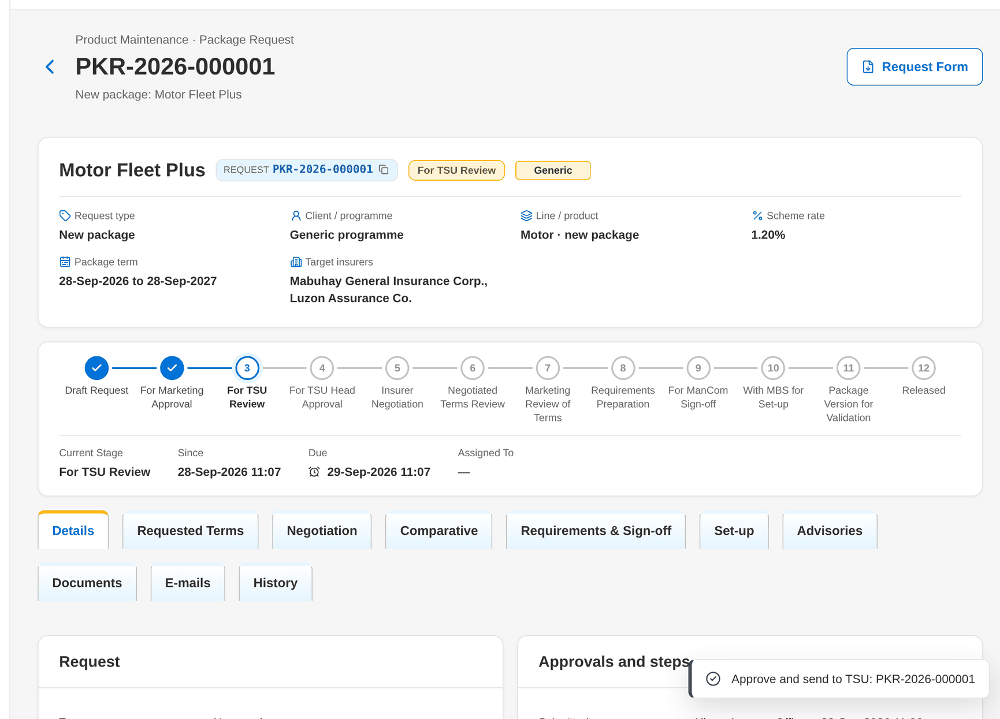 Product Maintenance · Package Request
PKR-2026-000001
New package: Motor Fleet Plus
Request Form
Motor Fleet Plus
REQUEST PKR-2026-000001
For TSU Review
Generic
Request type
New package
Client / programme
Generic programme
Line / product
Motor · new package
Scheme rate
1.20%
Package term
28-Sep-2026 to 28-Sep-2027
Target insurers
Mabuhay General Insurance Corp.,
Luzon Assurance Co.
Draft Request
For Marketing
Approval
3
For TSU
Review
4
For TSU Head
Approval
5
Insurer
Negotiation
6
Negotiated
Terms Review
7
Marketing
Review of
Terms
8
Requirements
Preparation
9
For ManCom
Sign-off
10
With MBS for
Set-up
11
Package
Version for
Validation
12
Released
Current Stage
For TSU Review
Since
28-Sep-2026 11:07
Due
29-Sep-2026 11:07
Assigned To
—
Details
Requested Terms
Negotiation
Comparative
Requirements & Sign-off
Set-up
Advisories
Documents
E-mails
History
Request
Approvals and steps
Approve and send to TSU: PKR-2026-000001